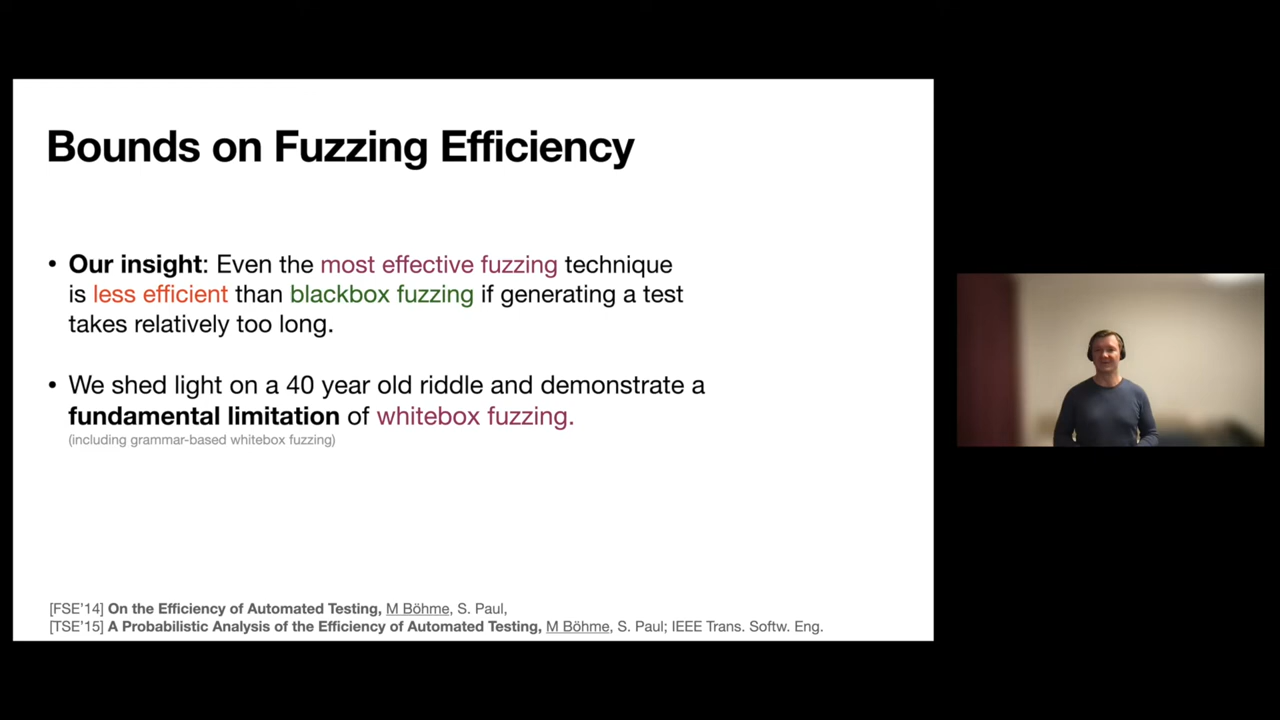 Bounds on Fuzzing Efficiency
• Our insight: Even the most effective fuzzing technique
is less efficient than blackbox fuzzing if generating a test
takes relatively too long.
• We shed light on a 40 year old riddle and demonstrate a
fundamental limitation of whitebox fuzzing.
(including grammar-based whitebox fuzzing)
[FSE'14] On the Efficiency of Automated Testing, M Böhme, S. Paul,
[TSE'15] A Probabilistic Analysis of the Efficiency of Automated Testing, M Böhme, S. Paul; IEEE Trans. Softw. Eng.